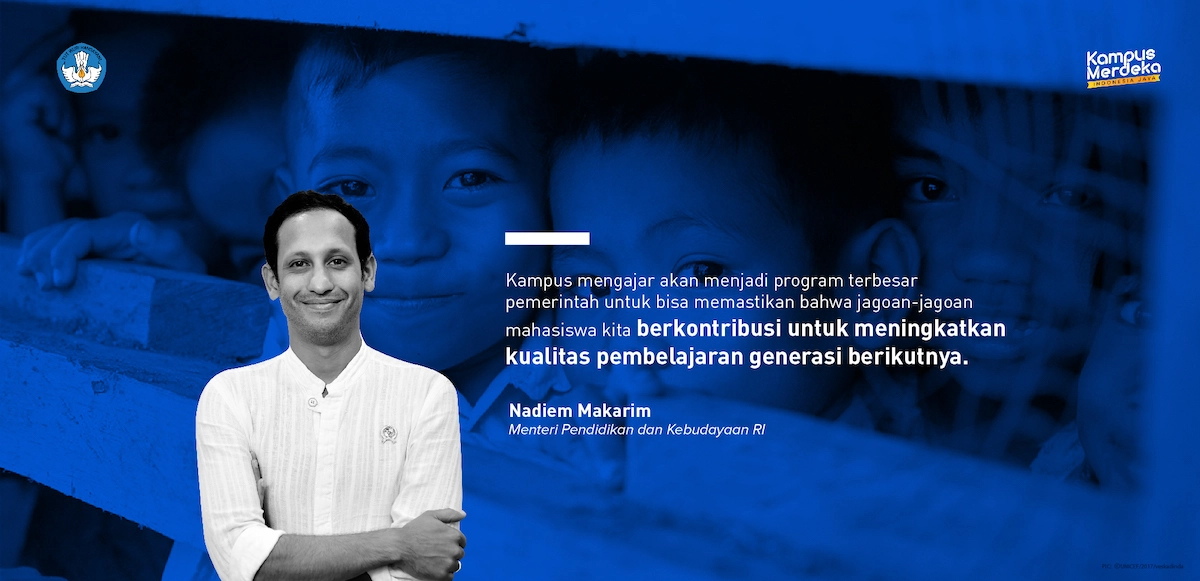 Kampus
Merdeka
INDONESIA JAYA
Kampus mengajar akan menjadi program terbesar
pemerintah untuk bisa memastikan bahwa jagoan-jagoan
mahasiswa kita berkontribusi untuk meningkatkan
kualitas pembelajaran generasi berikutnya.
Nadiem Makarim
Menteri Pendidikan dan Kebudayaan RI